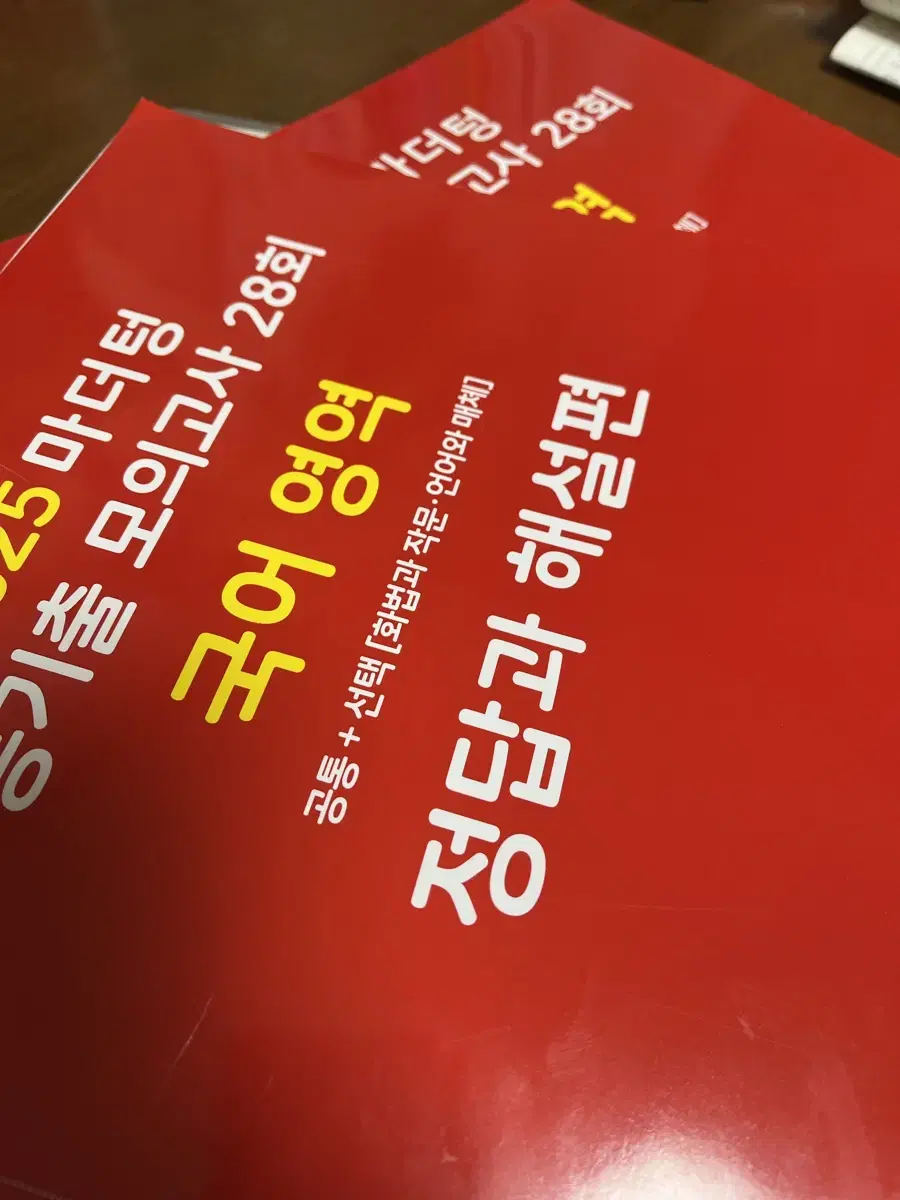 마더텅
고사 28회
025 마더텅
기출 모의고사 28회
국어 영역
공통 + 선택 [화법과 작문·언어와 매체]
정답과 해설편